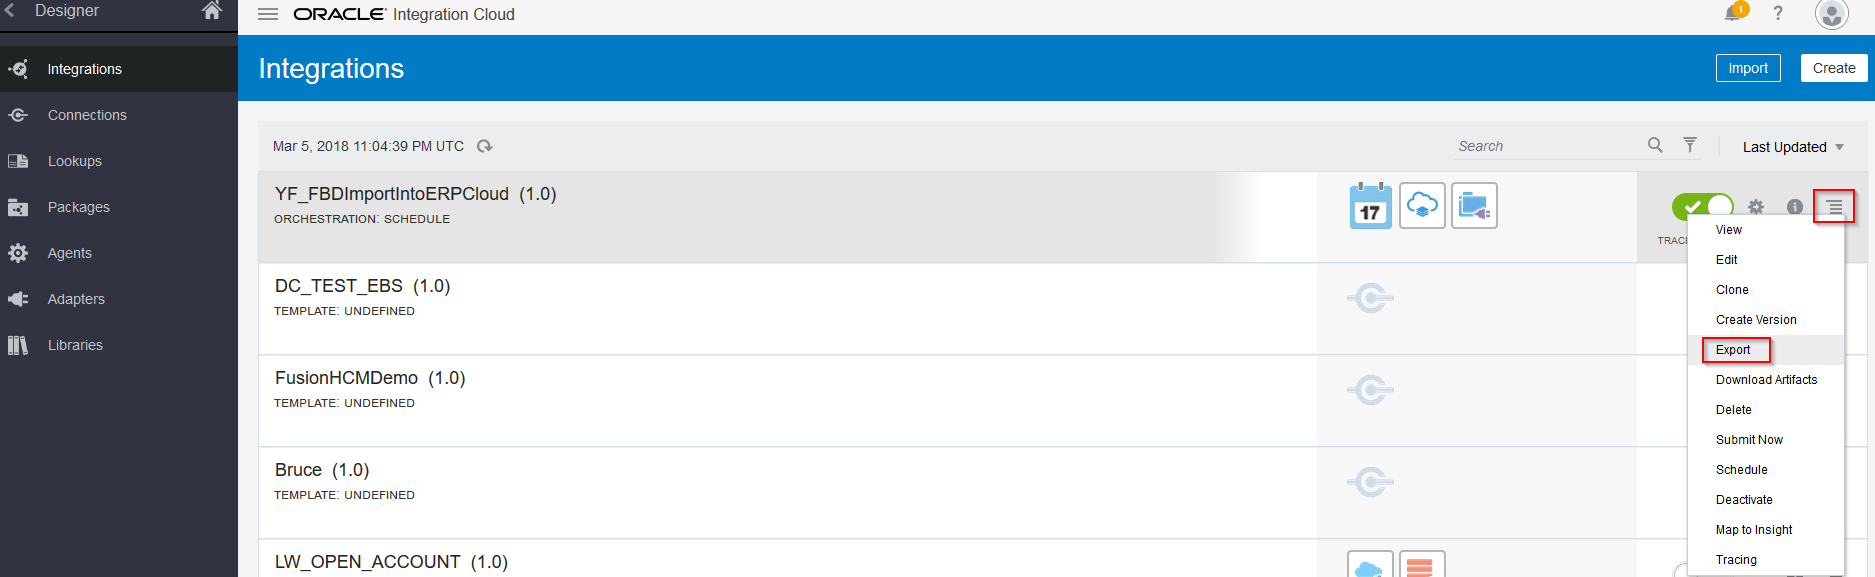 Designer
ORACLE Integration Cloud
1
?
Integrations
Connections
Lookups
Packages
Agents
Adapters
Libraries
Integrations
Import
Create
Mar 5, 2018 11:04:39 PM UTC
Search
Last Updated
YF_FBDImportIntoERPCloud (1.0)
ORCHESTRATION: SCHEDULE
17
DC_TEST_EBS (1.0)
TEMPLATE: UNDEFINED
FusionHCMDemo (1.0)
TEMPLATE: UNDEFINED
Bruce (1.0)
TEMPLATE: UNDEFINED
LW_OPEN_ACCOUNT (1.0)
View
Edit
Clone
Create Version
Export
Download Artifacts
Delete
Submit Now
Schedule
Deactivate
Map to Insight
Tracing